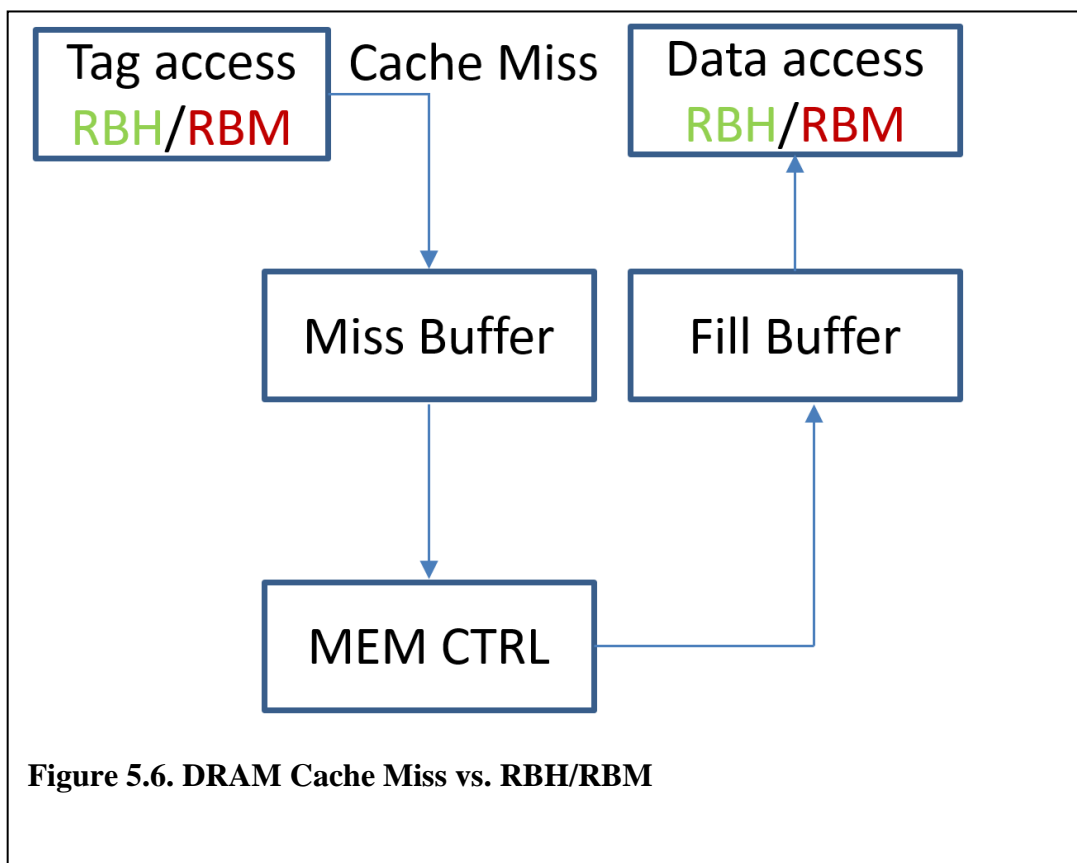 Tag access
RBH/RBM
Cache Miss
Data access
RBH/RBM
Miss Buffer
Fill Buffer
MEM CTRL
Figure 5.6. DRAM Cache Miss vs. RBH/RBM